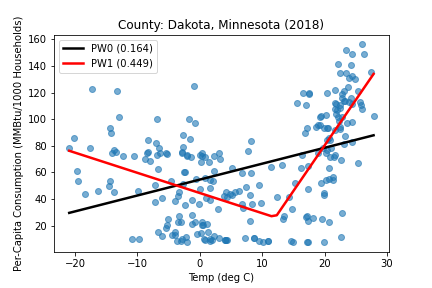 County: Dakota, Minnesota (2018)
PW0 (0.164)
PW1 (0.449)
Per-Capita Consumption (MMBtu/1000 Households)
160
140
120
100
80
60
40
20
−20 −10 0 10 20 30
Temp (deg C)